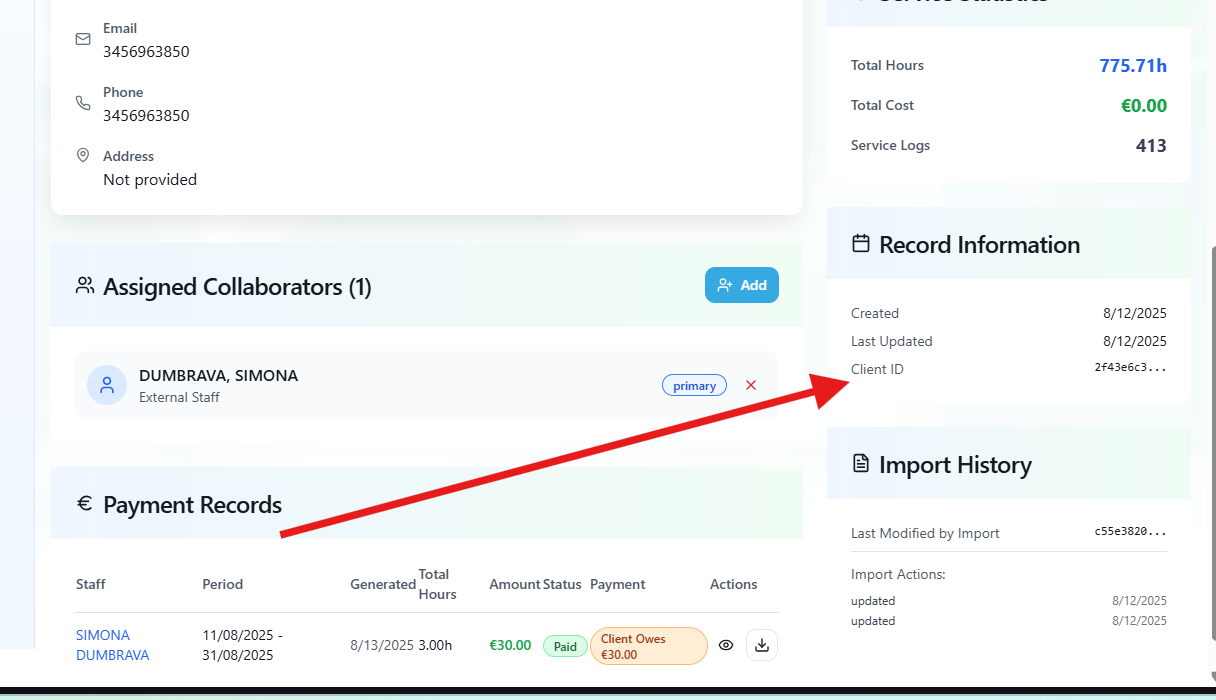 Email
3456963850
Phone
3456963850
Address
Not provided
Assigned Collaborators (1)
Add
DUMBRAVA, SIMONA
External Staff
primary
Payment Records
Staff Period Generated Total Hours Amount Status Payment Actions
SIMONA DUMBRAVA 11/08/2025 - 31/08/2025 8/13/2025 3.00h €30.00 Paid Client Owes €30.00
Service Statistics
Total Hours 775.71h
Total Cost €0.00
Service Logs 413
Record Information
Created 8/12/2025
Last Updated 8/12/2025
Client ID 2f43e6c3...
Import History
Last Modified by Import c55e3820...
Import Actions:
updated 8/12/2025
updated 8/12/2025